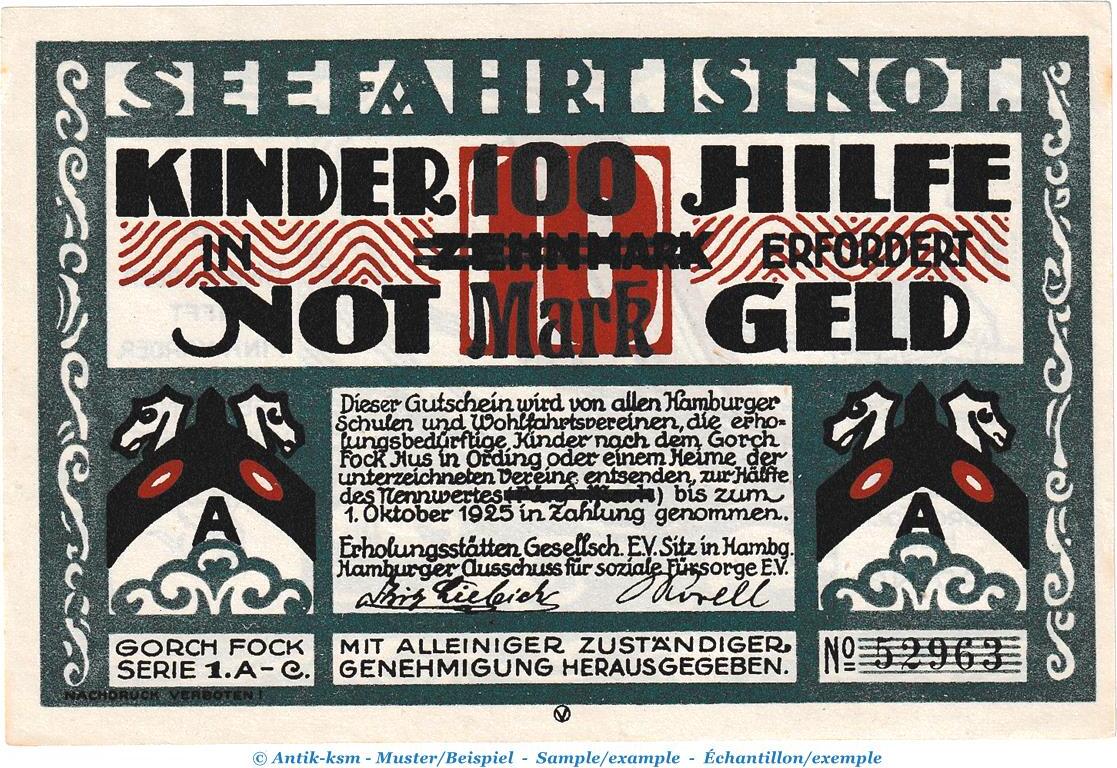 SEEFAHRT IST NOT.
KINDER 100 HILFE
IN ZEHN MARK ERFORDERT
NOT Mark GELD
10
Dieser Gutschein wird von allen Hamburger
Schulen und Wohlfahrtsvereinen, die erho=
lungsbedürftige Kinder nach dem Gorch
Fock Hus in Ording oder einem Heime der
unterzeichneten Vereine entsenden, zur Hälfte
des Nennwertes (Fünf Mark) bis zum
1. Oktober 1925 in Zahlung genommen.
Erholungsstätten Gesellsch. E.V. Sitz in Hambg.
Hamburger Ausschuss für soziale Fürsorge E.V.
A
A
GORCH FOCK
SERIE 1.A–C.
MIT ALLEINIGER ZUSTÄNDIGER
GENEHMIGUNG HERAUSGEGEBEN.
No 52963
NACHDRUCK VERBOTEN!
V
© Antik-ksm - Muster/Beispiel - Sample/example - Échantillon/exemple